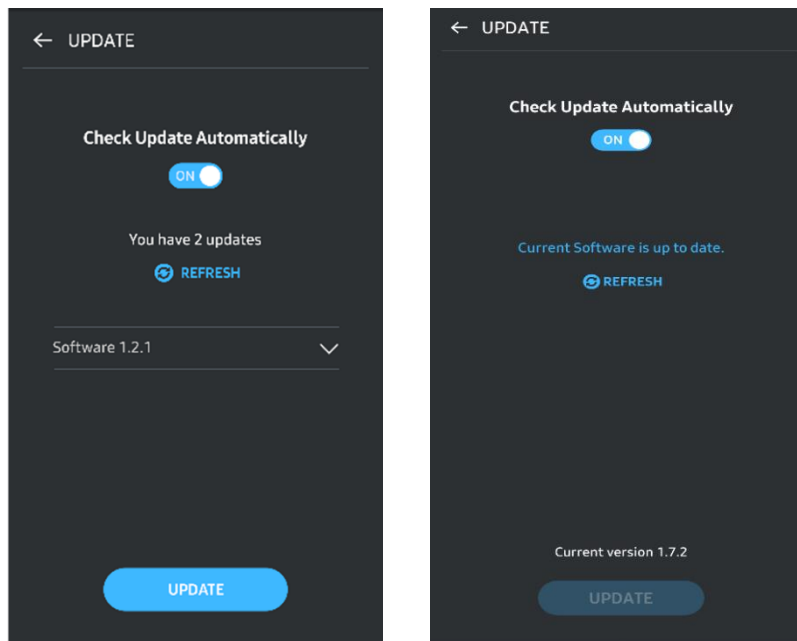 UPDATE
Check Update Automatically
ON
You have 2 updates
REFRESH
Software 1.2.1
UPDATE
UPDATE
Check Update Automatically
ON
Current Software is up to date.
REFRESH
Current version 1.7.2
UPDATE